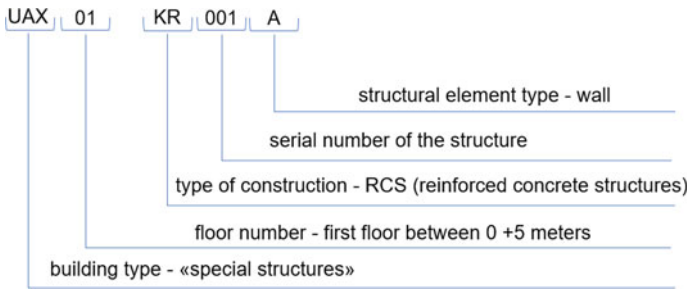 UAX 01 KR 001 A
structural element type - wall
serial number of the structure
type of construction - RCS (reinforced concrete structures)
floor number - first floor between 0 +5 meters
building type - «special structures»